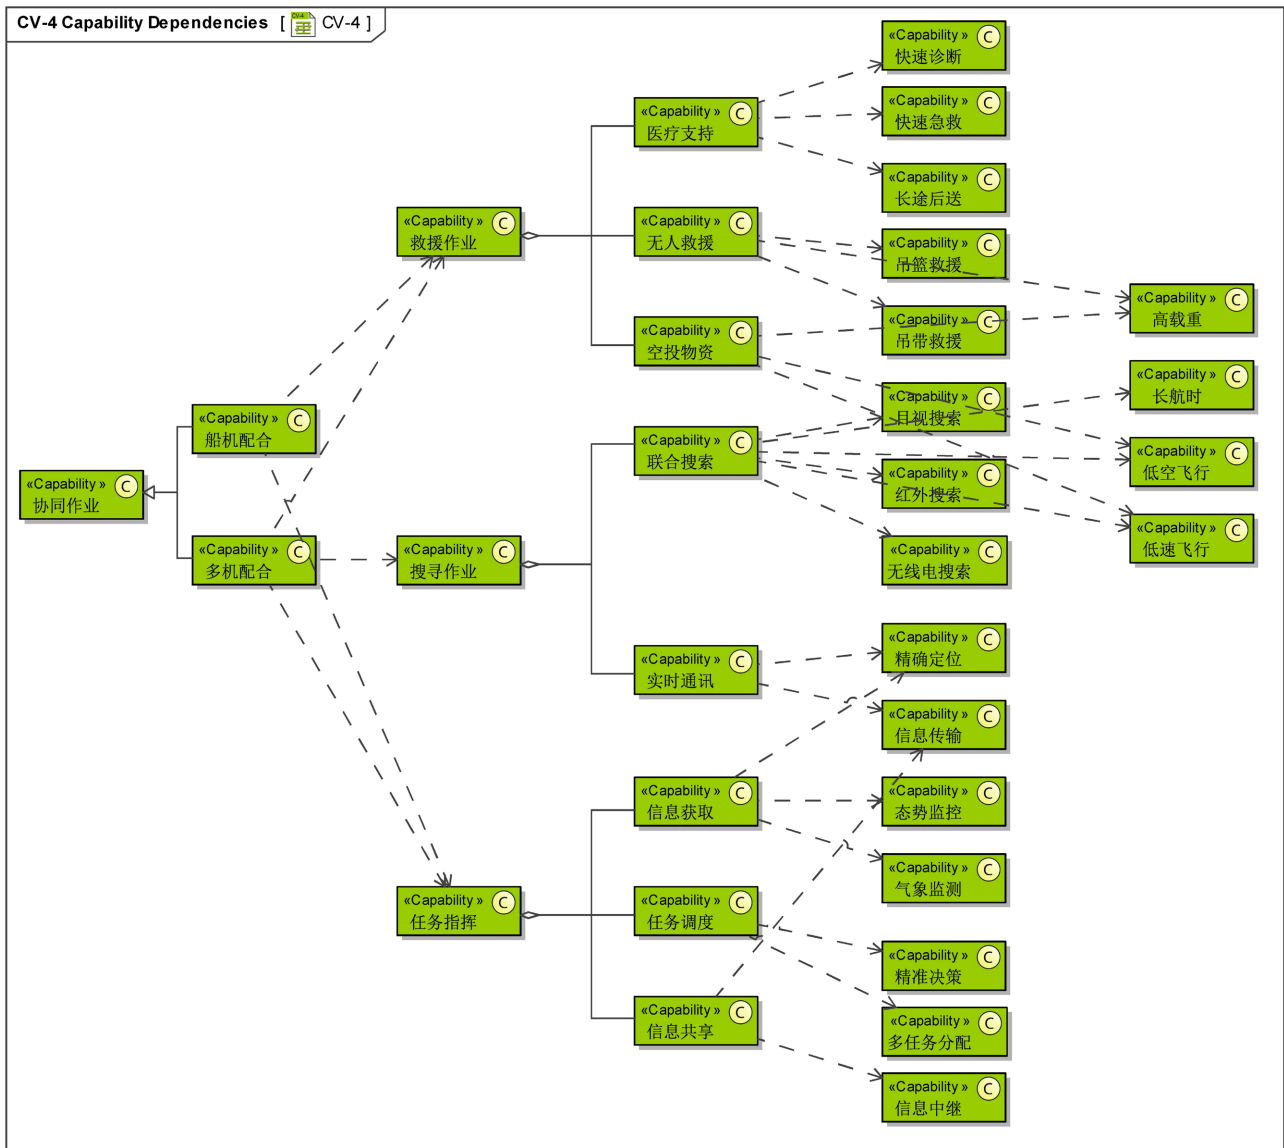 CV-4 Capability Dependencies [ CV-4 ]
«Capability »
快速诊断
«Capability »
快速急救
«Capability »
医疗支持
«Capability »
长途后送
«Capability »
救援作业
«Capability »
无人救援
«Capability »
吊篮救援
«Capability »
高载重
«Capability »
空投物资
«Capability »
吊带救援
«Capability »
长航时
«Capability »
目视搜索
«Capability »
船机配合
«Capability »
联合搜索
«Capability »
低空飞行
«Capability »
协同作业
«Capability »
红外搜索
«Capability »
低速飞行
«Capability »
多机配合
«Capability »
搜寻作业
«Capability »
无线电搜索
«Capability »
精确定位
«Capability »
实时通讯
«Capability »
信息传输
«Capability »
信息获取
«Capability »
态势监控
«Capability »
气象监测
«Capability »
任务指挥
«Capability »
任务调度
«Capability »
精准决策
«Capability »
信息共享
«Capability »
多任务分配
«Capability »
信息中继